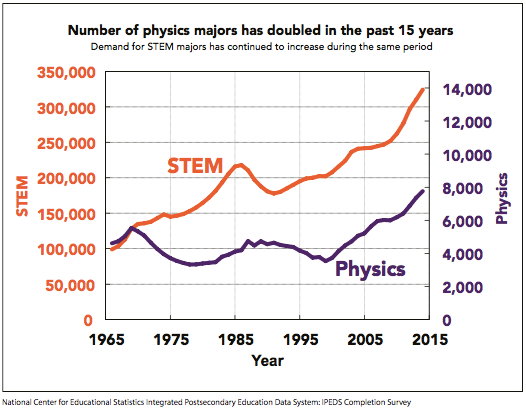 Number of physics majors has doubled in the past 15 years
Demand for STEM majors has continued to increase during the same period
350,000
300,000
250,000
200,000
150,000
100,000
50,000
0
STEM
STEM
Physics
14,000
12,000
10,000
8,000
6,000
4,000
2,000
0
Physics
1965
1975
1985
1995
2005
2015
Year
National Center for Educational Statistics Integrated Postsecondary Education Data System: IPEDS Completion Survey